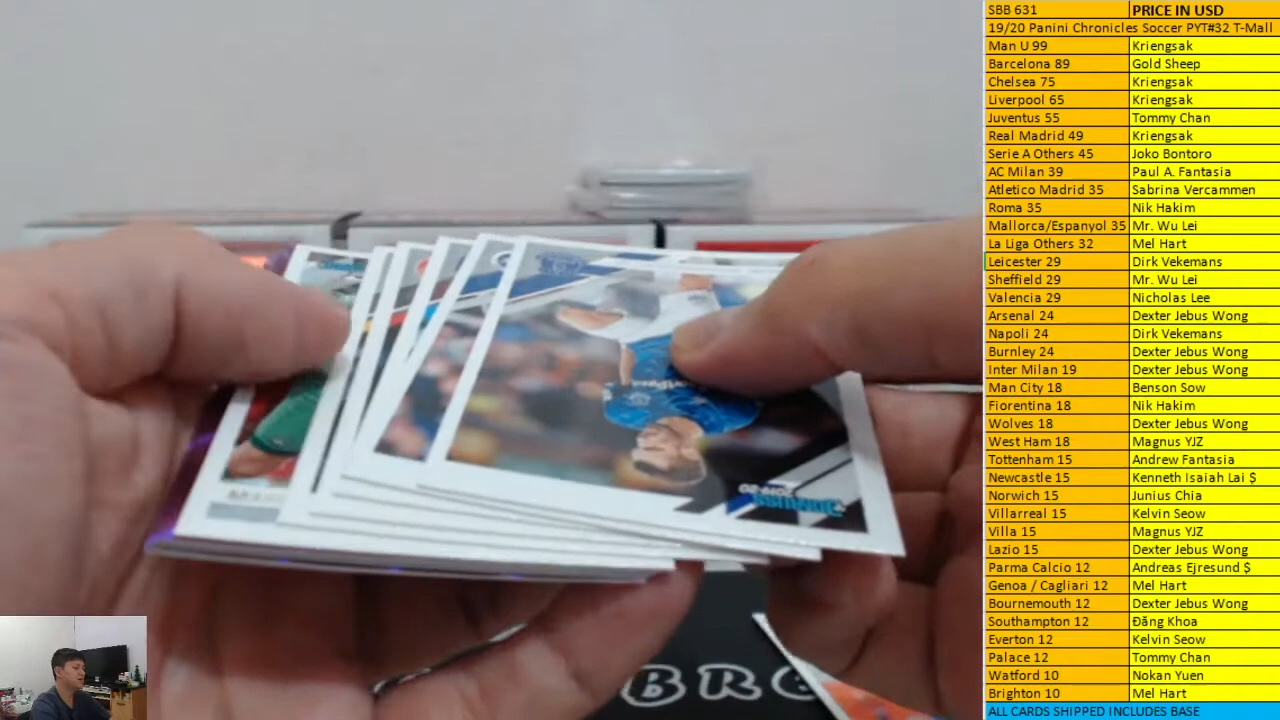 SBB 631 PRICE IN USD
19/20 Panini Chronicles Soccer PYT#32 T-Mall
Man U 99 Kriengsak
Barcelona 89 Gold Sheep
Chelsea 75 Kriengsak
Liverpool 65 Kriengsak
Juventus 55 Tommy Chan
Real Madrid 49 Kriengsak
Serie A Others 45 Joko Bontoro
AC Milan 39 Paul A. Fantasia
Atletico Madrid 35 Sabrina Vercammen
Roma 35 Nik Hakim
Mallorca/Espanyol 35 Mr. Wu Lei
La Liga Others 32 Mel Hart
Leicester 29 Dirk Vekemans
Sheffield 29 Mr. Wu Lei
Valencia 29 Nicholas Lee
Arsenal 24 Dexter Jebus Wong
Napoli 24 Dirk Vekemans
Burnley 24 Dexter Jebus Wong
Inter Milan 19 Dexter Jebus Wong
Man City 18 Benson Sow
Fiorentina 18 Nik Hakim
Wolves 18 Dexter Jebus Wong
West Ham 18 Magnus YJZ
Tottenham 15 Andrew Fantasia
Newcastle 15 Kenneth Isaiah Lai $
Norwich 15 Junius Chia
Villarreal 15 Kelvin Seow
Villa 15 Magnus YJZ
Lazio 15 Dexter Jebus Wong
Parma Calcio 12 Andreas Ejresund $
Genoa / Cagliari 12 Mel Hart
Bournemouth 12 Dexter Jebus Wong
Southampton 12 Đăng Khoa
Everton 12 Kelvin Seow
Palace 12 Tommy Chan
Watford 10 Nokan Yuen
Brighton 10 Mel Hart
ALL CARDS SHIPPED INCLUDES BASE
DONRUSS
2019-20
BRE